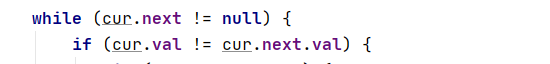 while (cur.next != null) {
if (cur.val != cur.next.val) {